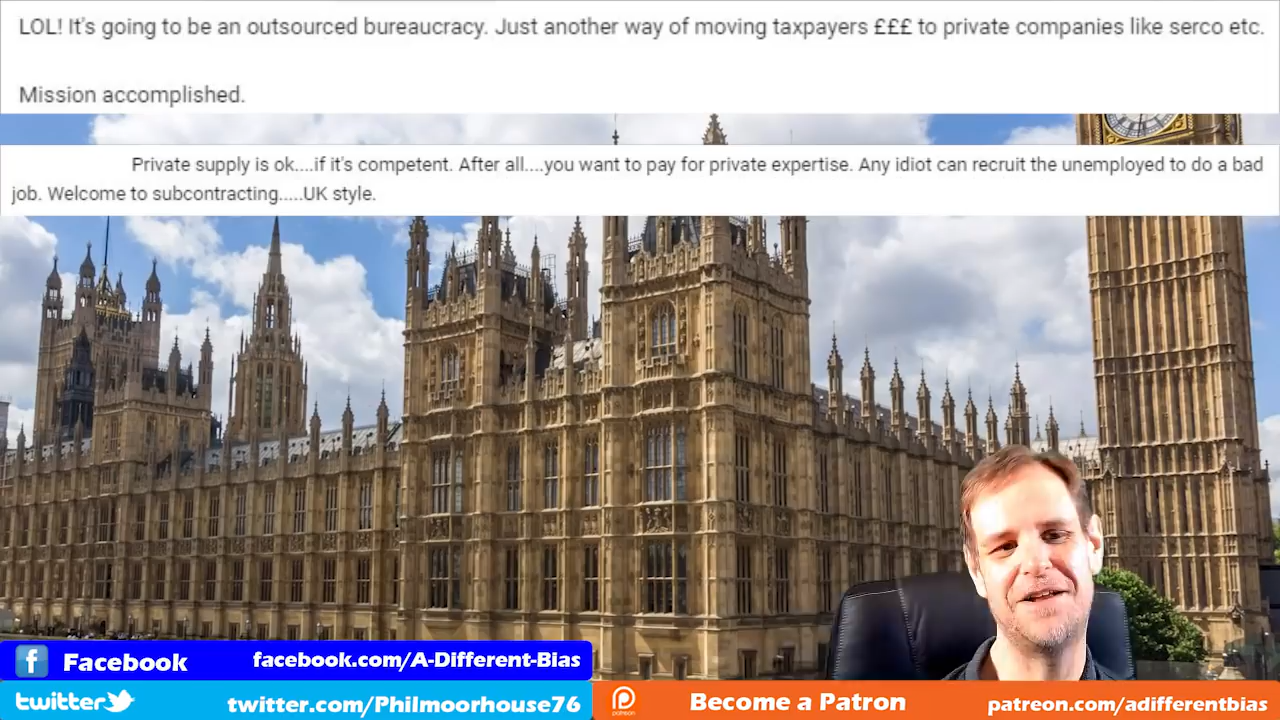 LOL! It's going to be an outsourced bureaucracy. Just another way of moving taxpayers £££ to private companies like serco etc.
Mission accomplished.
Private supply is ok....if it's competent. After all....you want to pay for private expertise. Any idiot can recruit the unemployed to do a bad
job. Welcome to subcontracting.....UK style.
f Facebook facebook.com/A-Different-Bias
twitter twitter.com/Philmoorhouse76
patreon Become a Patron patreon.com/adifferentbias